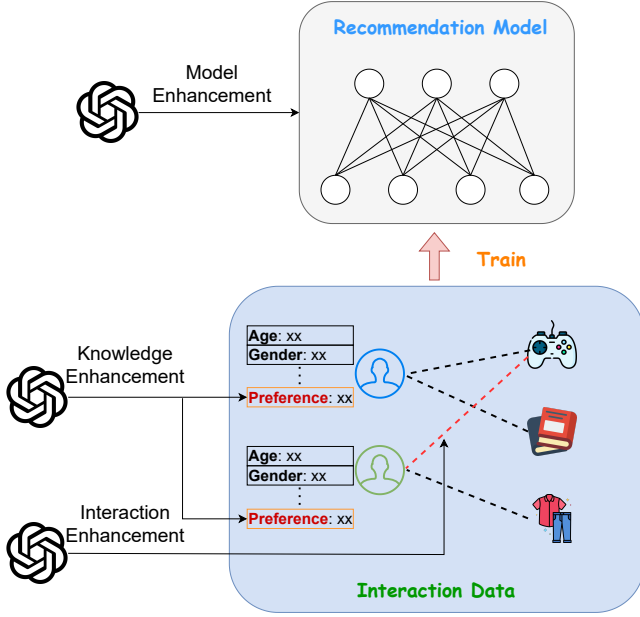 Recommendation Model
Model
Enhancement
Train
Knowledge
Enhancement
Age: xx
Gender: xx
Preference: xx
Age: xx
Gender: xx
Preference: xx
Interaction
Enhancement
Interaction Data